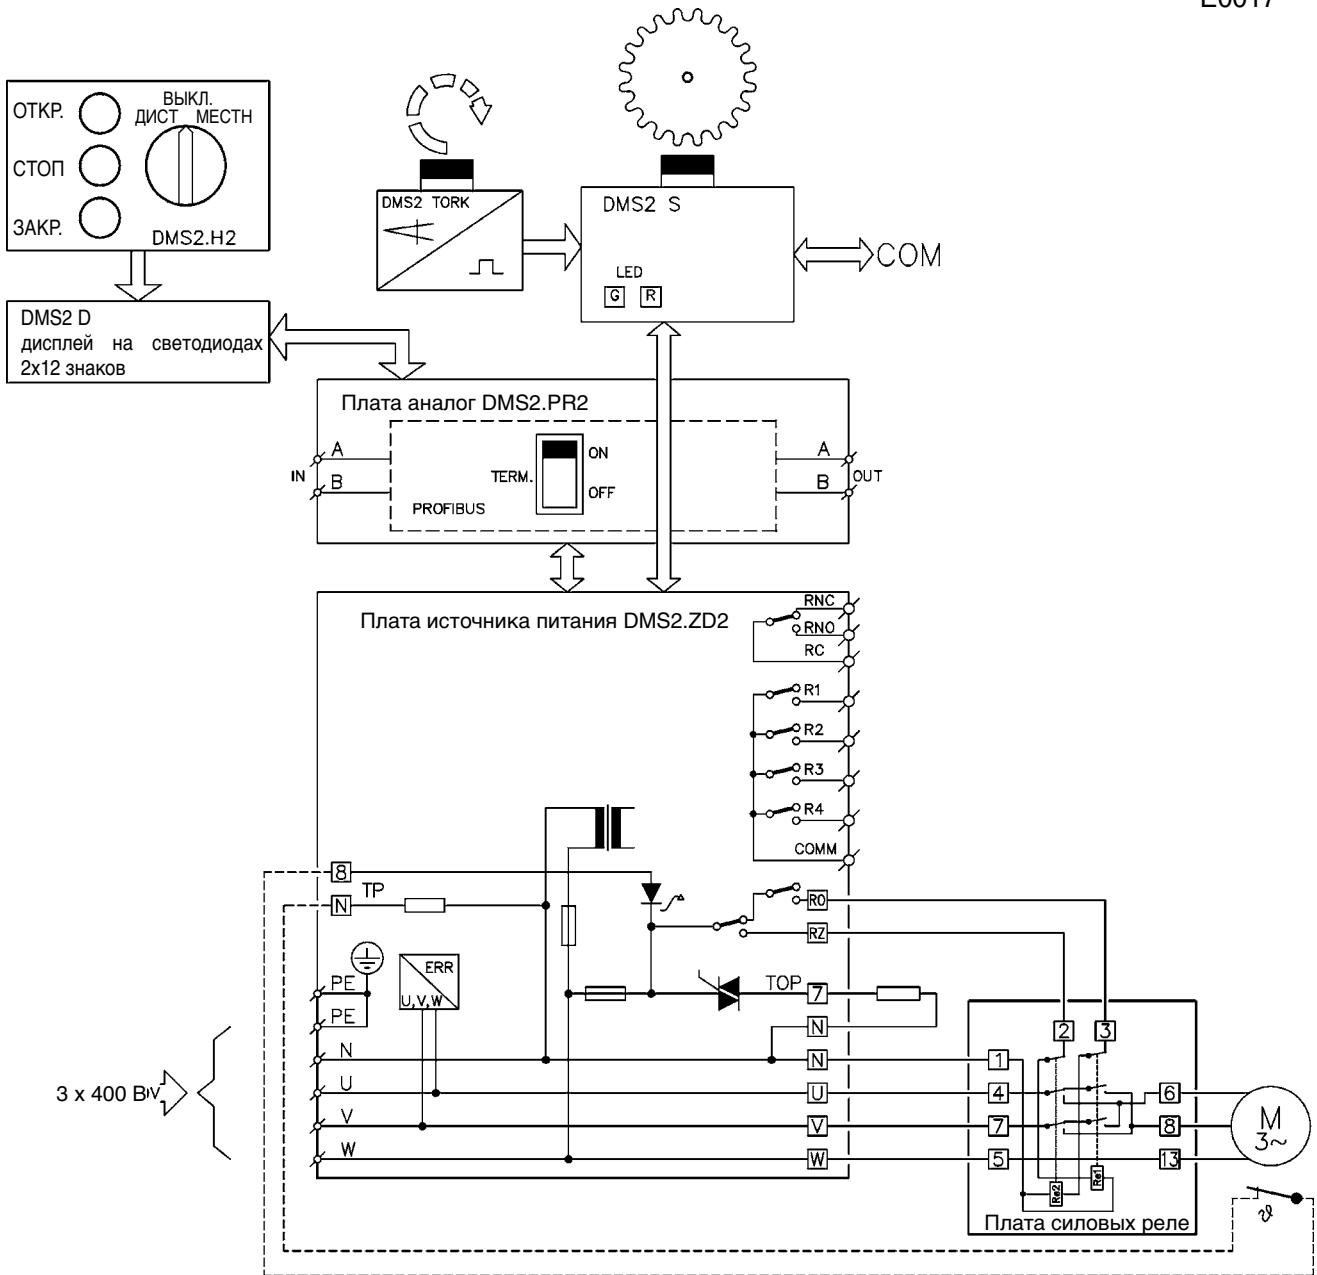 E0017
ОТКР.
ВЫКЛ.
ДИСТ МЕСТН
СТОП
ЗАКР.
DMS2.H2
DMS2 TORK
DMS2 S
LED
G R
COM
DMS2 D
дисплей на светодиодах
2х12 знаков
Плата аналог DMS2.PR2
IN
A
B
TERM.
ON
OFF
PROFIBUS
A
B
OUT
Плата источника питания DMS2.ZD2
RNC
RNO
RC
R1
R2
R3
R4
COMM
8
TP
N
RO
RZ
PE
PE
ERR
U,V,W
TOP
7
N
N
N
1
2
3
3 x 400 В
U
U
4
6
V
V
7
8
W
W
5
13
M
3~
Re2
Re1
Плата силовых реле
ϑ